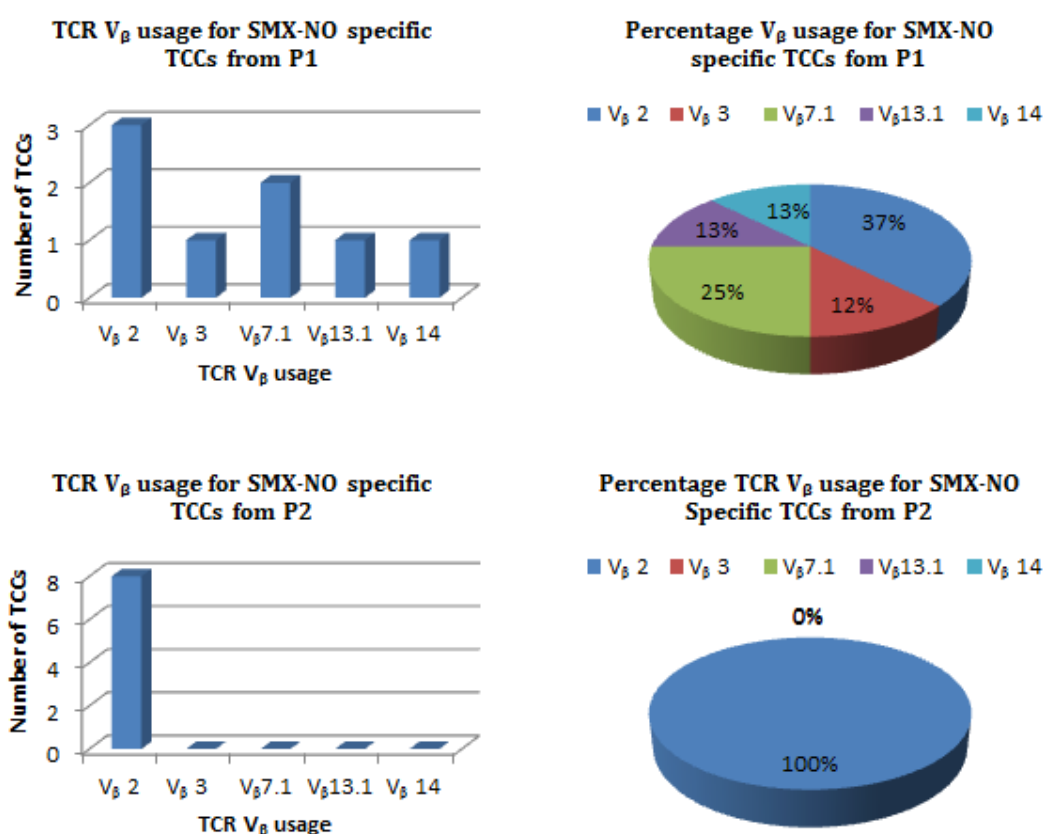 TCR Vβ usage for SMX-NO specific
TCCs from P1
Number of TCCs
3
2
1
0
Vβ 2 Vβ 3 Vβ7.1 Vβ13.1 Vβ 14
TCR Vβ usage
Percentage Vβ usage for SMX-NO
specific TCCs fom P1
Vβ 2 Vβ 3 Vβ7.1 Vβ13.1 Vβ 14
13%
37%
13%
25%
12%
TCR Vβ usage for SMX-NO specific
TCCs fom P2
Number of TCCs
8
6
4
2
0
Vβ 2 Vβ 3 Vβ7.1 Vβ13.1 Vβ 14
TCR Vβ usage
Percentage TCR Vβ usage for SMX-NO
Specific TCCs from P2
Vβ 2 Vβ 3 Vβ7.1 Vβ13.1 Vβ 14
0%
100%